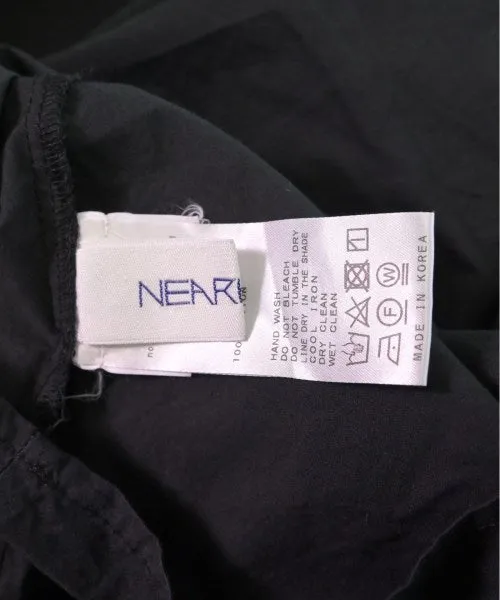 NEAR
100
HAND WASH
DO NOT BLEACH
DO NOT TUMBLE DRY
LINE DRY IN THE SHADE
COOL IRON
DRY CLEAN
WET CLEAN
F W
MADE IN KOREA